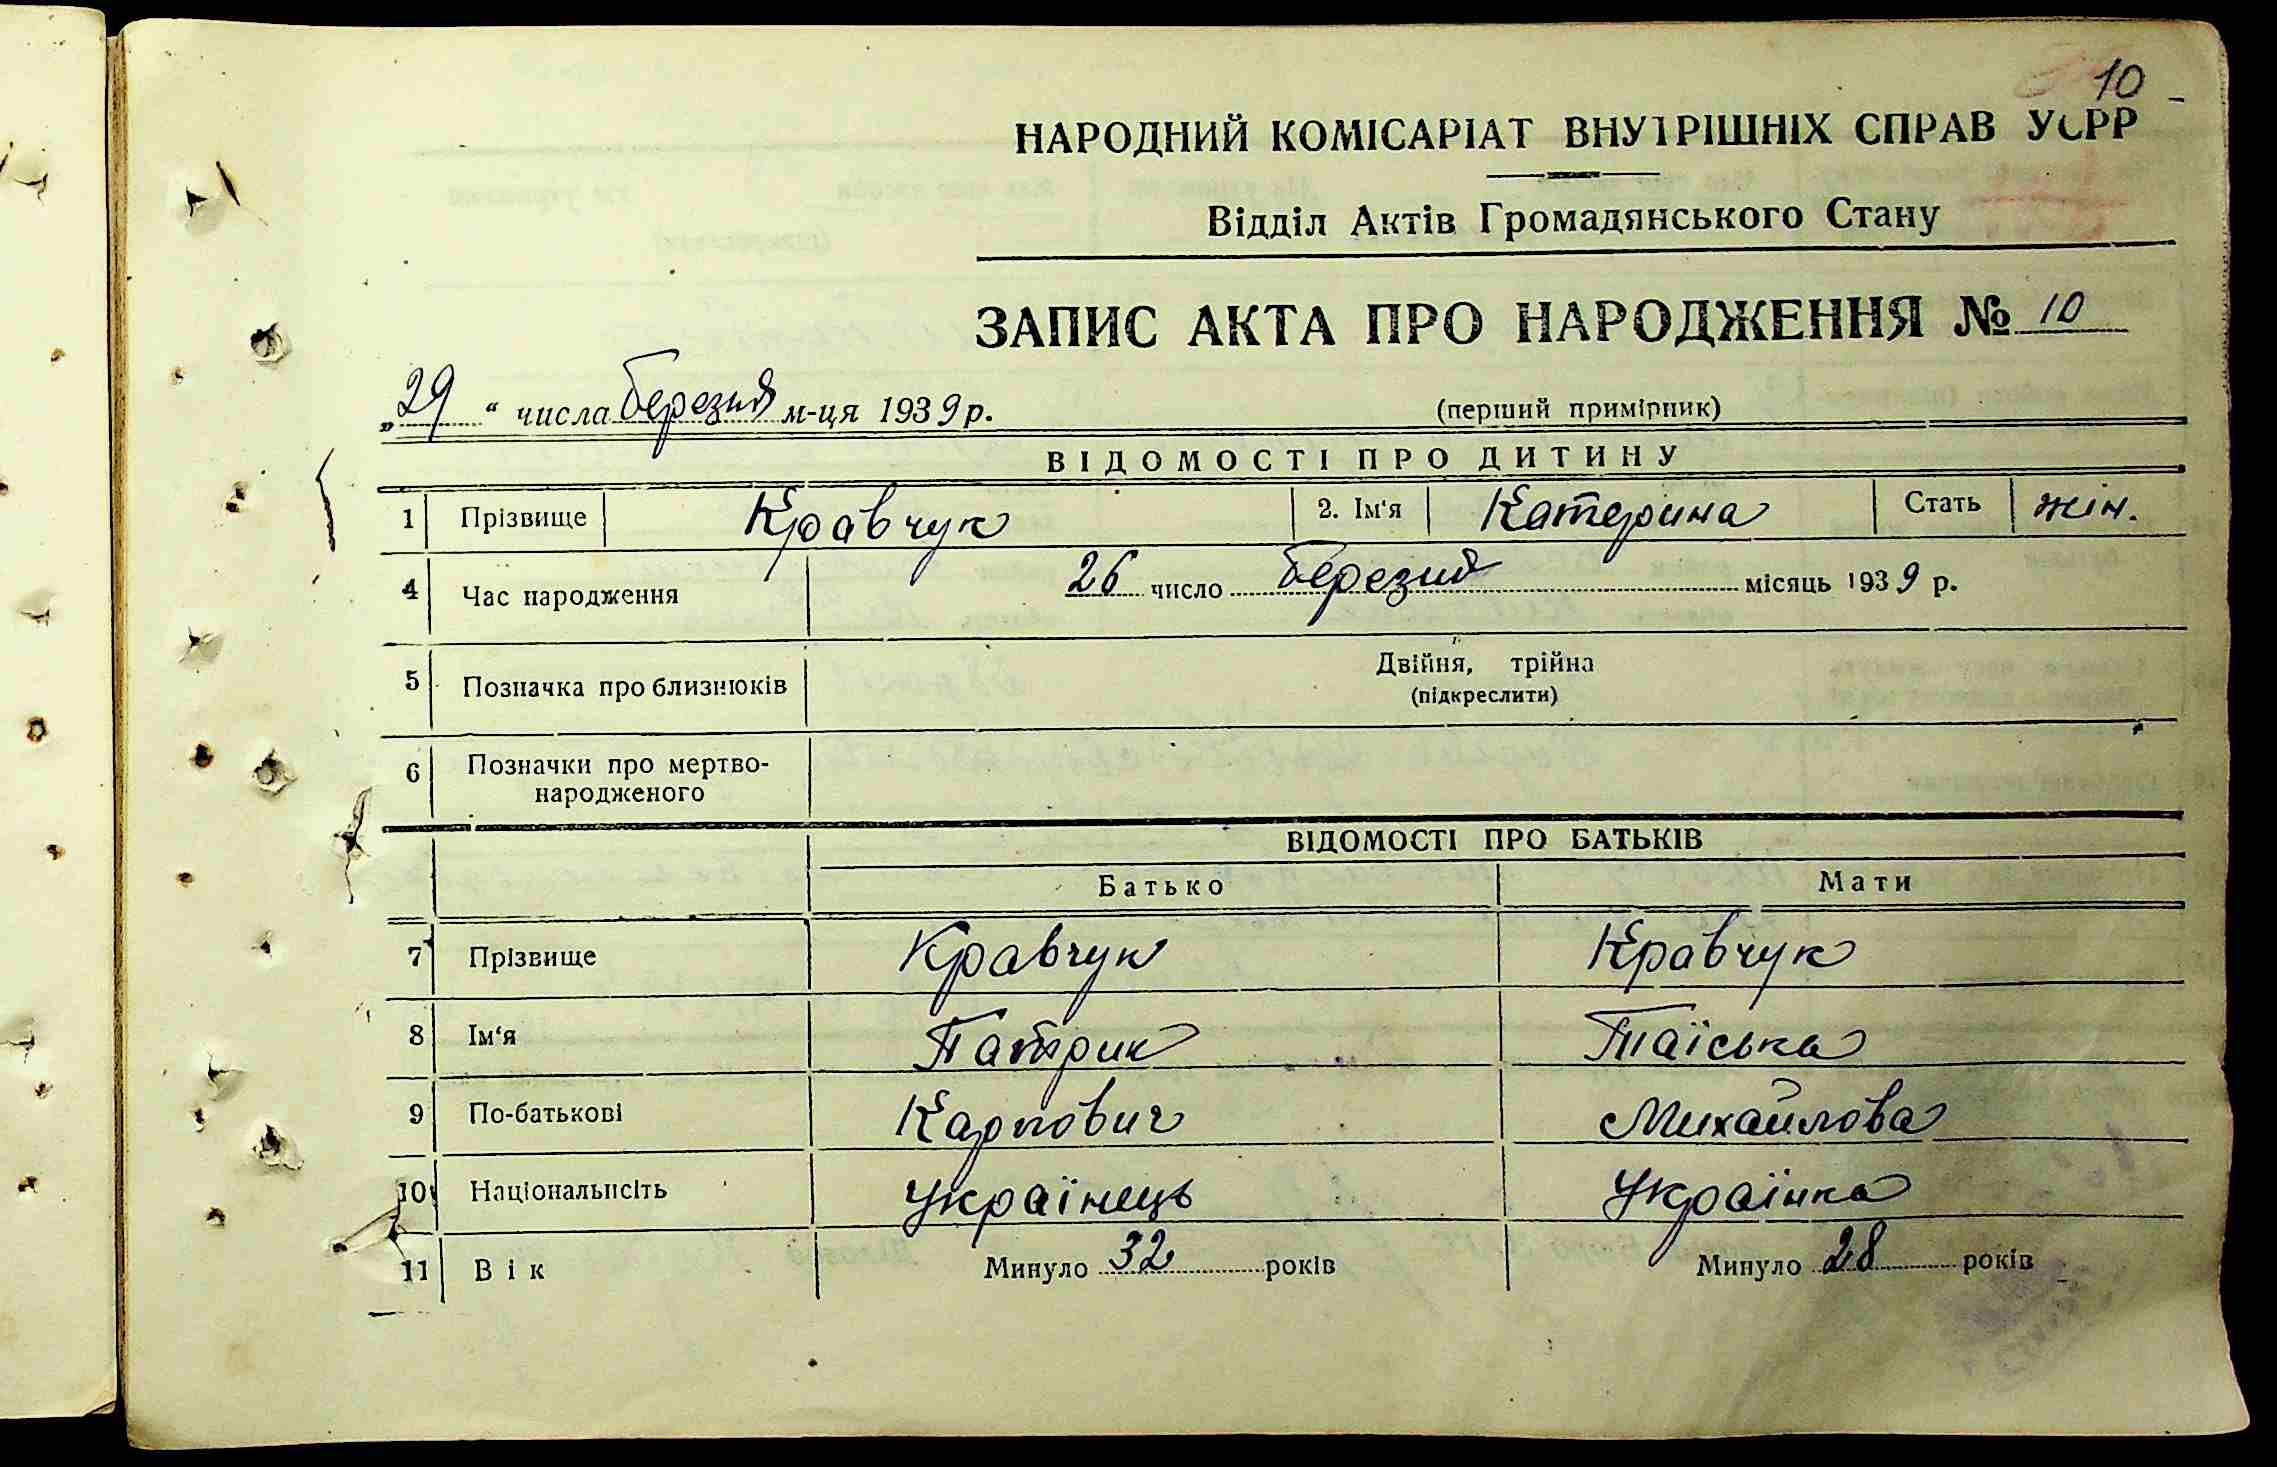 10
НАРОДНИЙ КОМІСАРІАТ ВНУТРІШНІХ СПРАВ УСРР
Відділ Актів Громадянського Стану
ЗАПИС АКТА ПРО НАРОДЖЕННЯ № 10
„29“ числа березня м-ця 1939 р. (перший примірник)
ВІДОМОСТІ ПРО ДИТИНУ
1 Прізвище Кравчук 2. Ім'я Катерина Стать жін.
4 Час народження 26 число березня місяць 1939 р.
5 Позначка про близнюків Двійня, трійна
(підкреслити)
6 Позначки про мертво-
народженого
ВІДОМОСТІ ПРО БАТЬКІВ
Батько Мати
7 Прізвище Кравчук Кравчук
8 Ім'я Патрик Таїська
9 По-батькові Карпович Михайлова
10 Національність Українець Українка
11 Вік Минуло 32 років Минуло 28 років